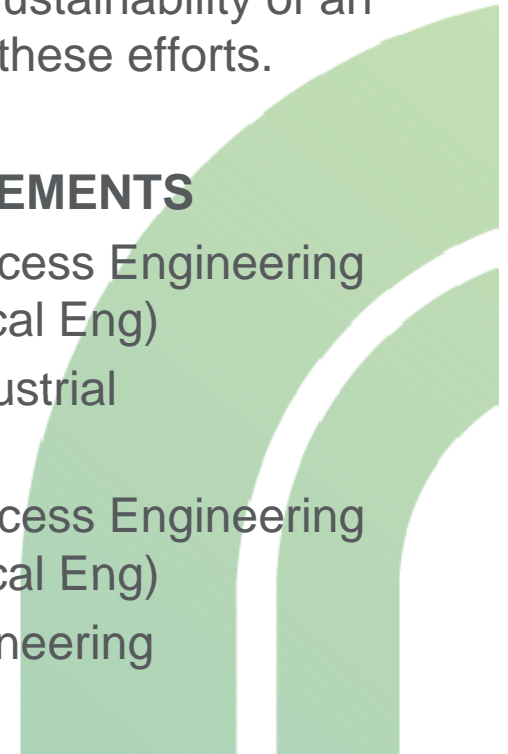 ustainability of an
these efforts.
EMENTS
cess Engineering
cal Eng)
ustrial
cess Engineering
cal Eng)
neering